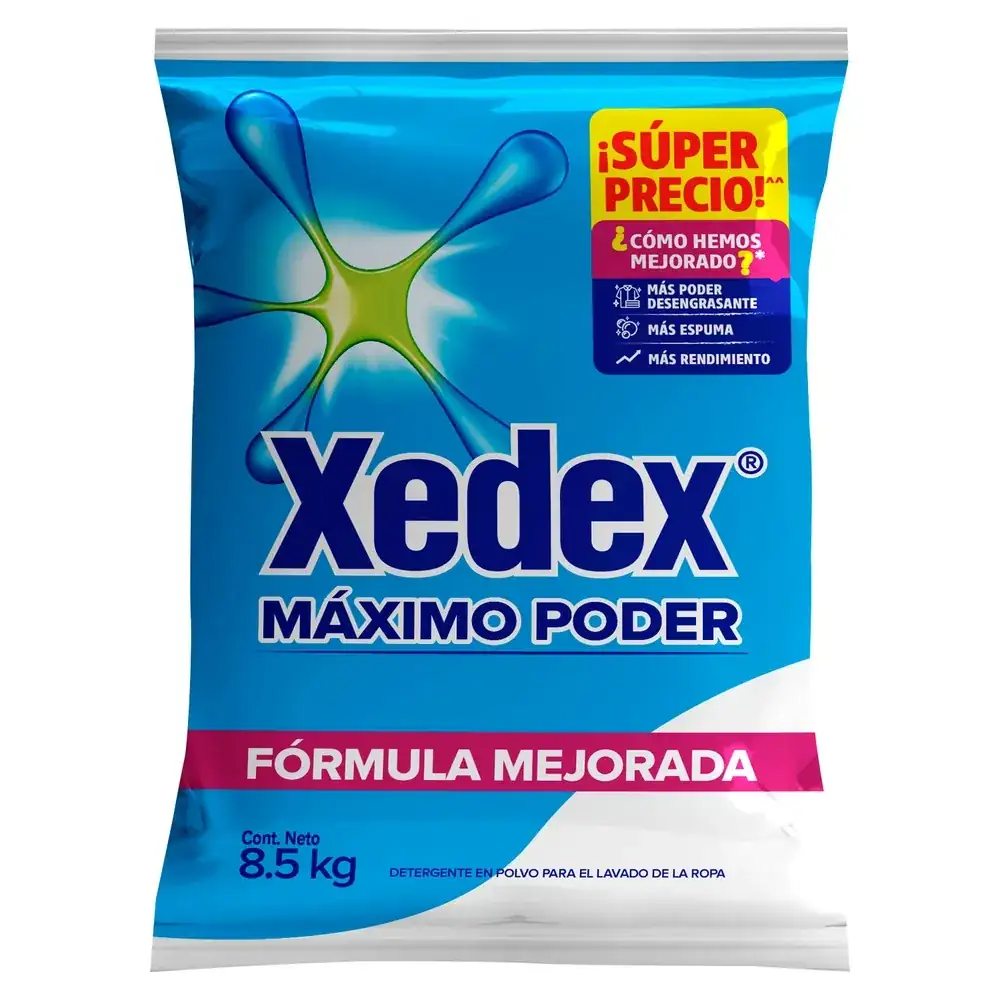 ¡SÚPER
PRECIO!^^
¿CÓMO HEMOS
MEJORADO?*
MÁS PODER
DESENGRASANTE
MÁS ESPUMA
MÁS RENDIMIENTO
Xedex®
MÁXIMO PODER
FÓRMULA MEJORADA
Cont. Neto
8.5 kg
DETERGENTE EN POLVO PARA EL LAVADO DE LA ROPA